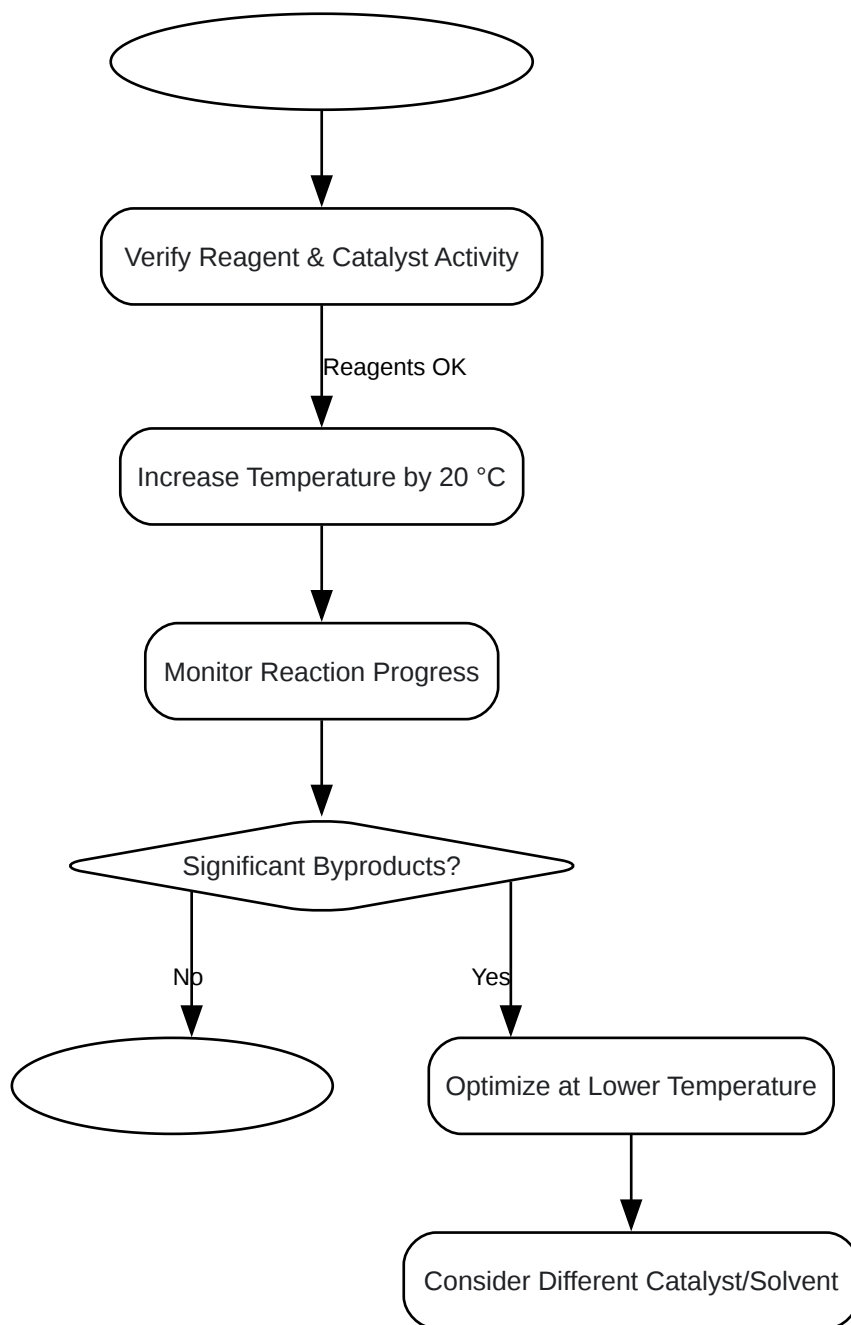 Verify Reagent & Catalyst Activity
Reagents OK
Increase Temperature by 20 °C
Monitor Reaction Progress
Significant Byproducts?
No
Yes
Optimize at Lower Temperature
Consider Different Catalyst/Solvent